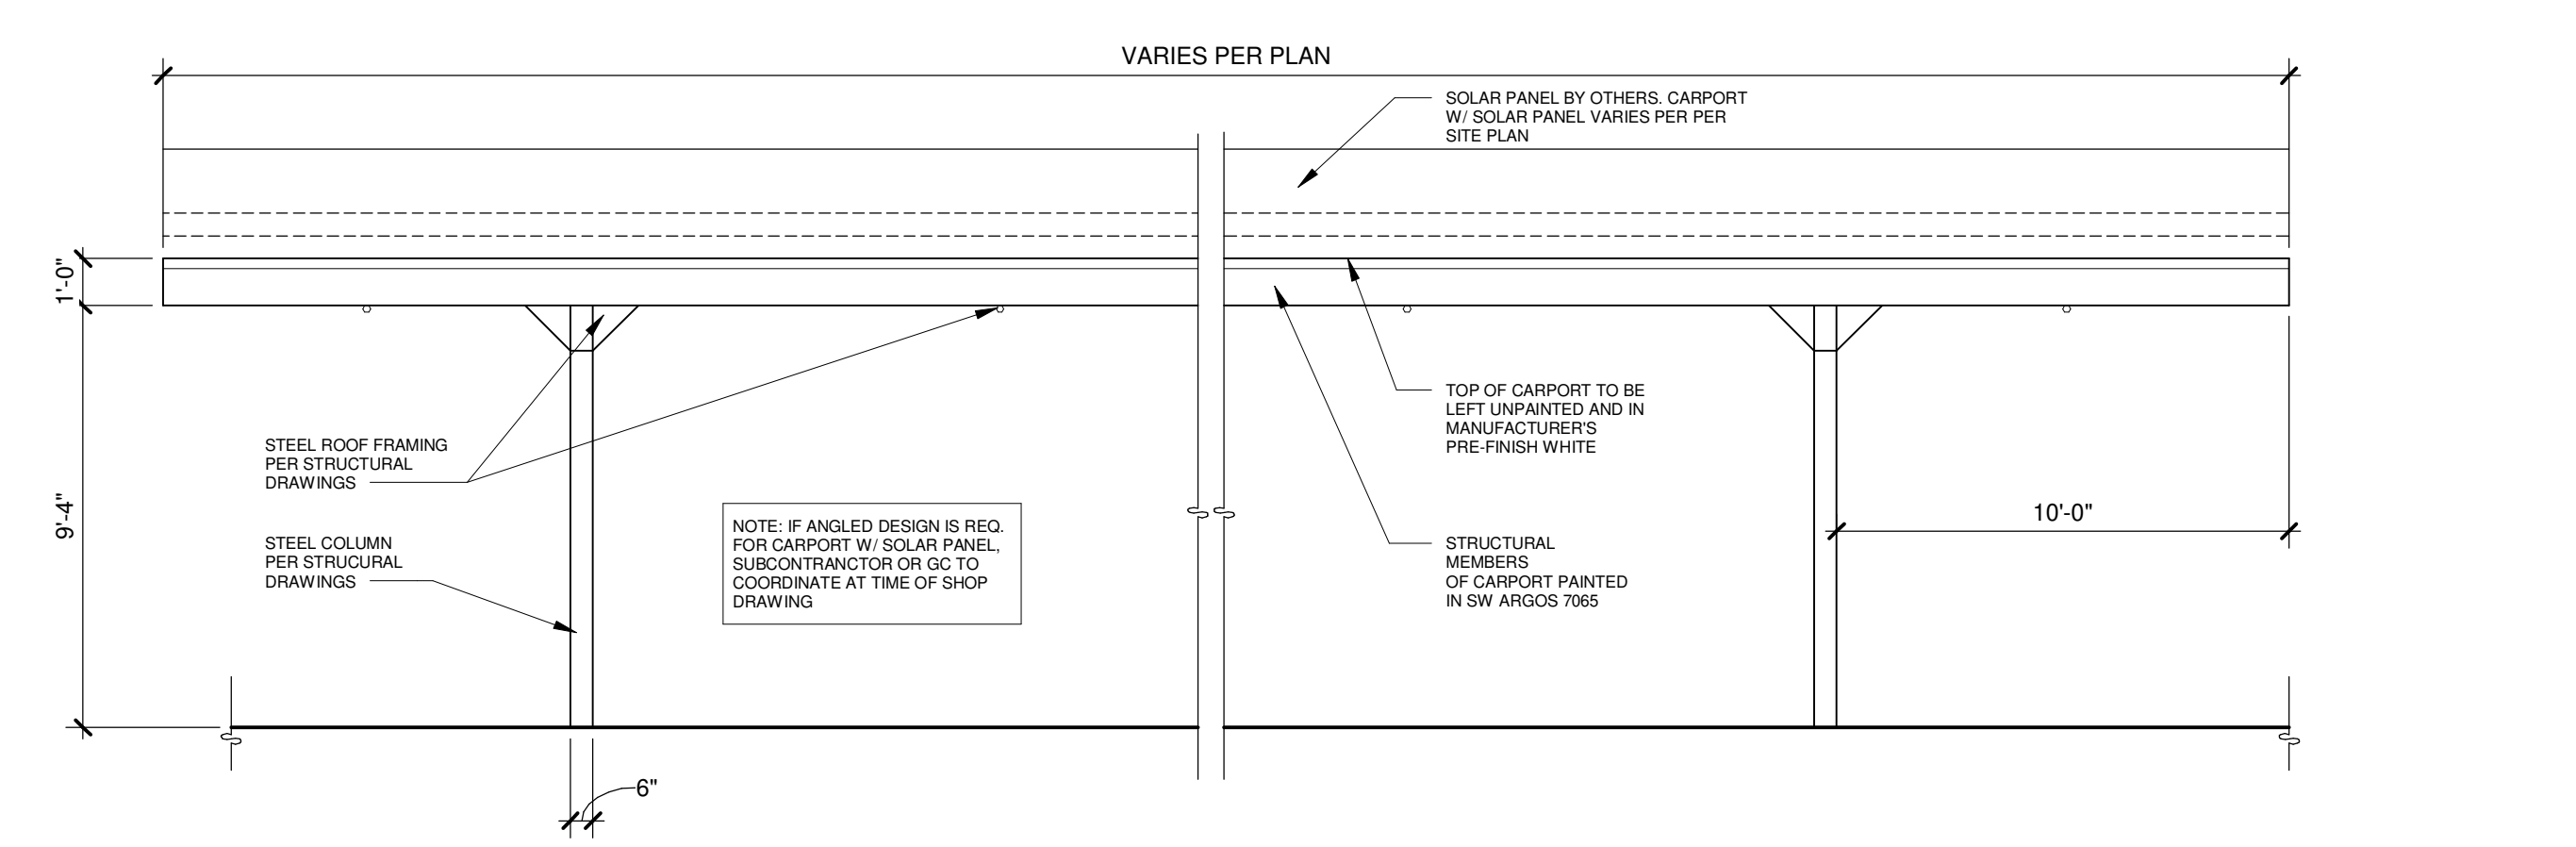 VARIES PER PLAN
SOLAR PANEL BY OTHERS. CARPORT
W/ SOLAR PANEL VARIES PER PER
SITE PLAN
1'-0"
9'-4"
STEEL ROOF FRAMING
PER STRUCTURAL
DRAWINGS
STEEL COLUMN
PER STRUCURAL
DRAWINGS
NOTE: IF ANGLED DESIGN IS REQ.
FOR CARPORT W/ SOLAR PANEL,
SUBCONTRANCTOR OR GC TO
COORDINATE AT TIME OF SHOP
DRAWING
TOP OF CARPORT TO BE
LEFT UNPAINTED AND IN
MANUFACTURER'S
PRE-FINISH WHITE
STRUCTURAL
MEMBERS
OF CARPORT PAINTED
IN SW ARGOS 7065
10'-0"
6"